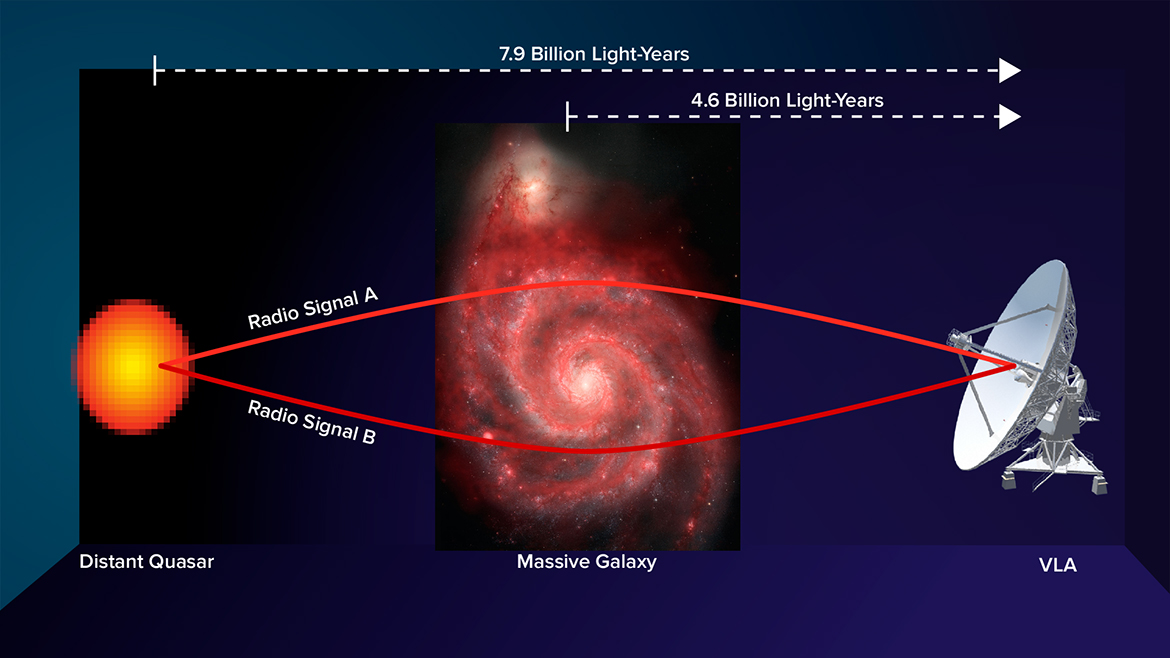 7.9 Billion Light-Years
4.6 Billion Light-Years
Radio Signal A
Radio Signal B
Distant Quasar
Massive Galaxy
VLA